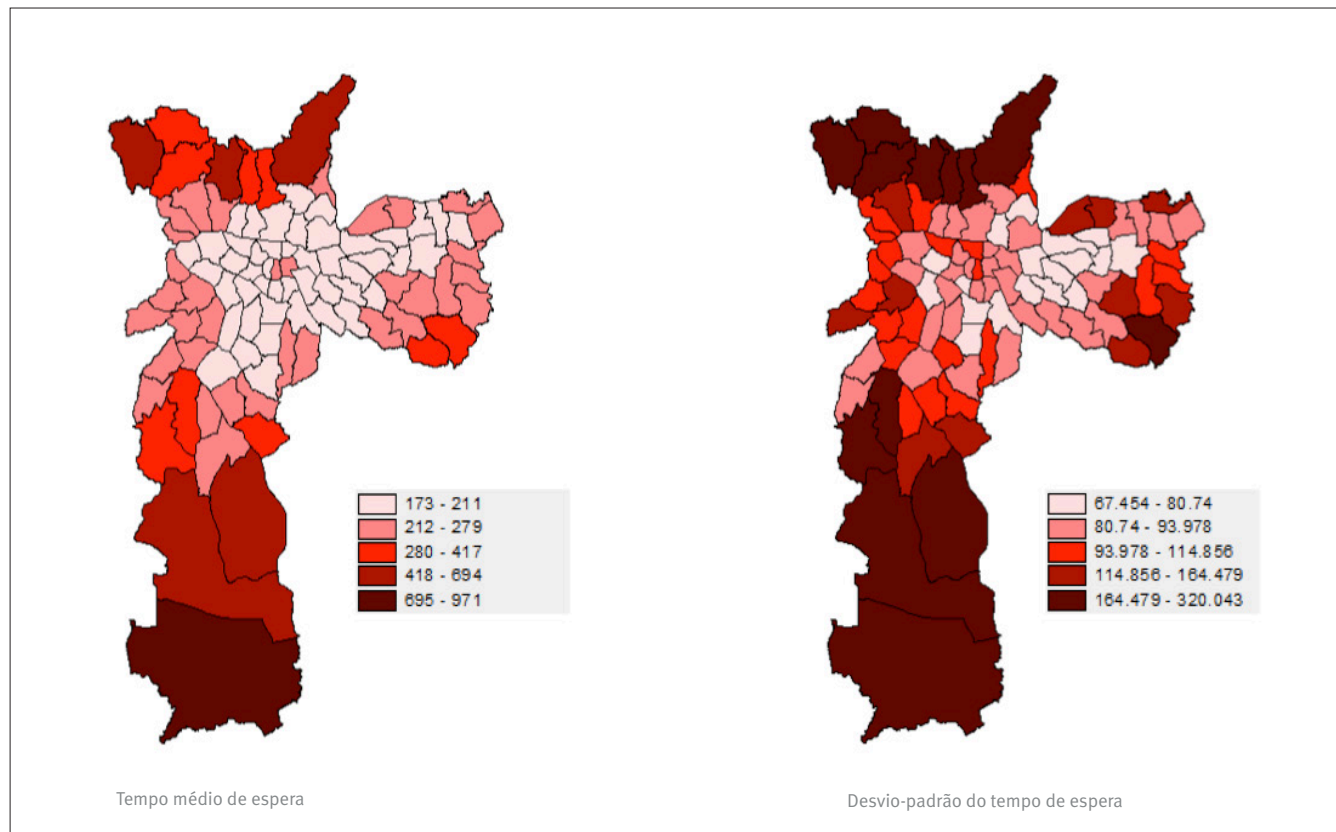 173 - 211
212 - 279
280 - 417
418 - 694
695 - 971
67.454 - 80.74
80.74 - 93.978
93.978 - 114.856
114.856 - 164.479
164.479 - 320.043
Tempo médio de espera
Desvio-padrão do tempo de espera